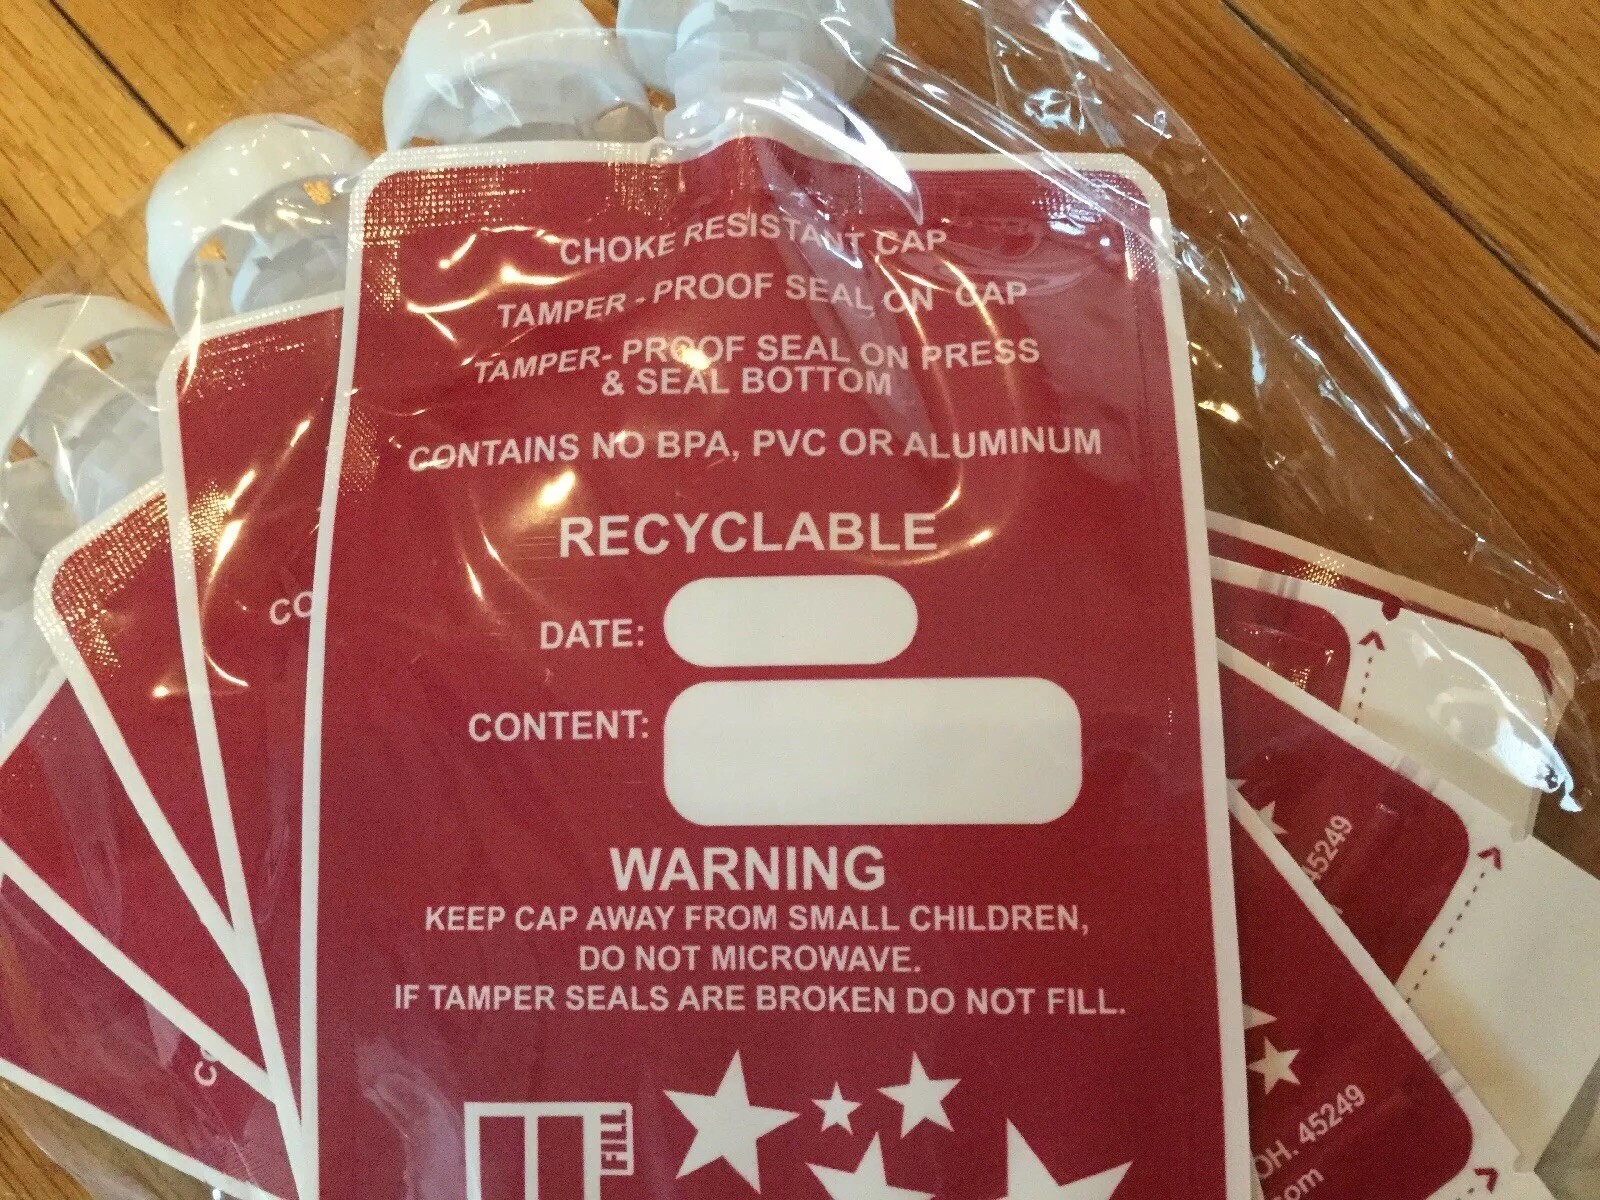 CHOKE RESISTANT CAP
TAMPER - PROOF SEAL ON CAP
TAMPER- PROOF SEAL ON PRESS
& SEAL BOTTOM
CONTAINS NO BPA, PVC OR ALUMINUM
RECYCLABLE
DATE:
CONTENT:
WARNING
KEEP CAP AWAY FROM SMALL CHILDREN,
DO NOT MICROWAVE.
IF TAMPER SEALS ARE BROKEN DO NOT FILL.
FILL
CO
45249
OH. 45249
.com